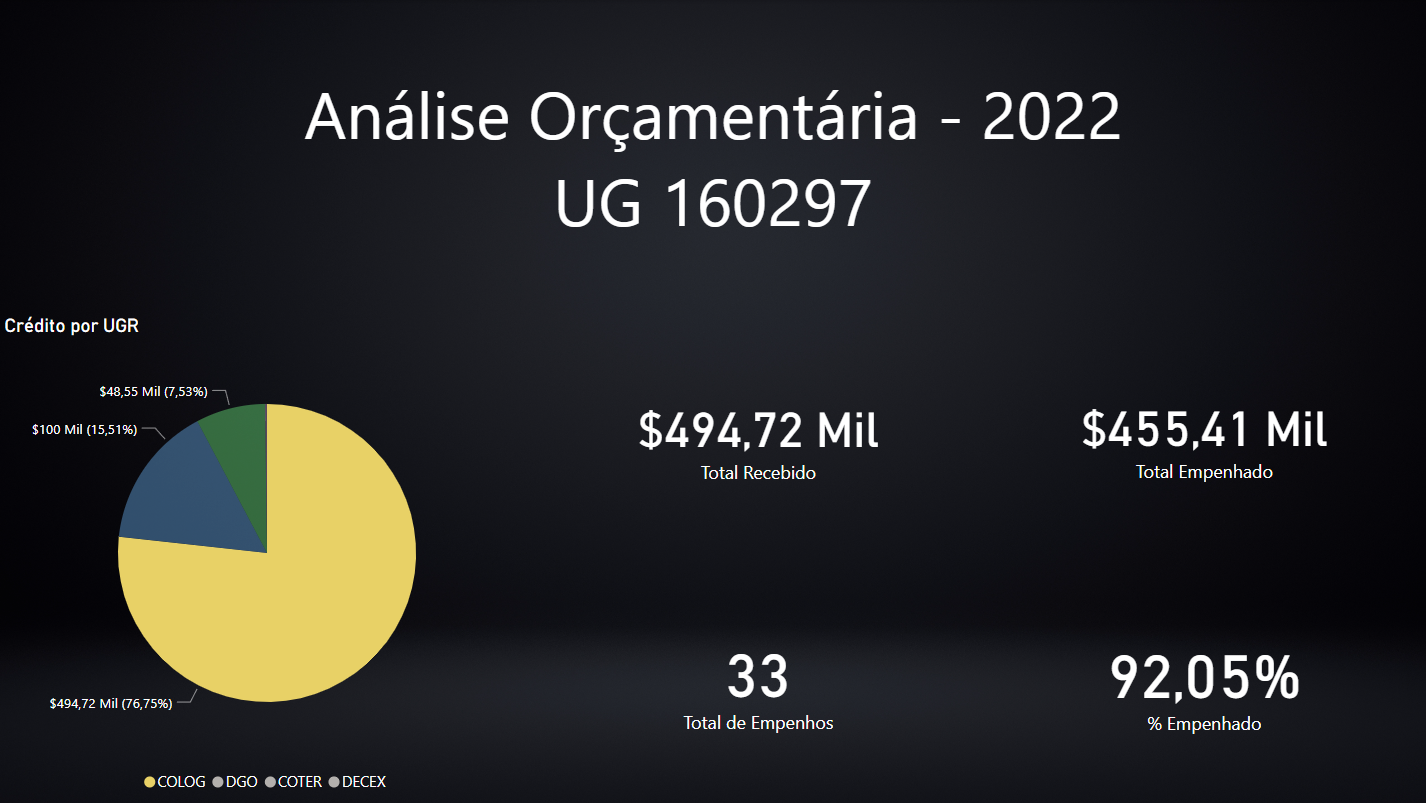 Análise Orçamentária - 2022
UG 160297
Crédito por UGR
$48,55 Mil (7,53%)
$100 Mil (15,51%)
$494,72 Mil (76,75%)
COLOG DGO COTER DECEX
$494,72 Mil
Total Recebido
$455,41 Mil
Total Empenhado
33
Total de Empenhos
92,05%
% Empenhado